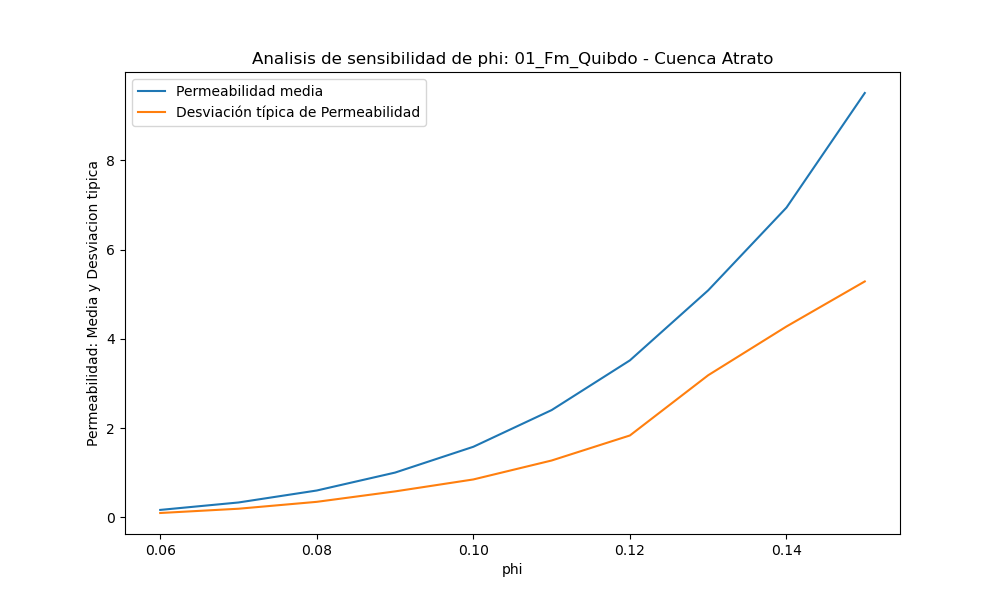 Analisis de sensibilidad de phi: 01_Fm_Quibdo - Cuenca Atrato
Permeabilidad media
Desviación típica de Permeabilidad
Permeabilidad: Media y Desviacion tipica
8
6
4
2
0
0.06 0.08 0.10 0.12 0.14
phi